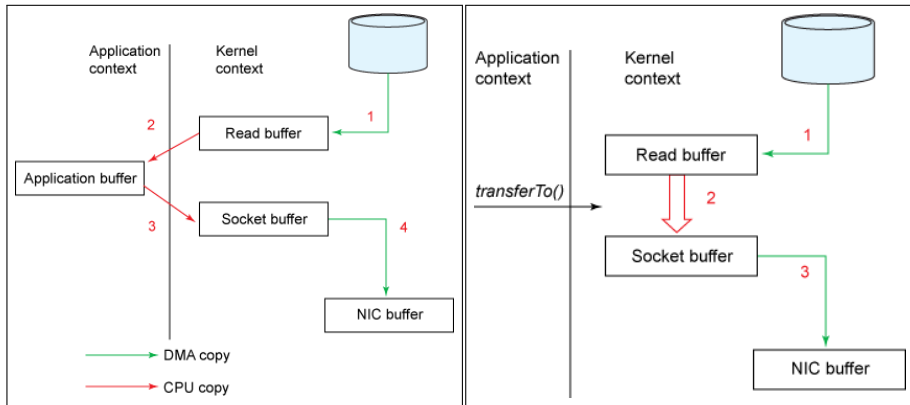 Application
context
Kernel
context
1
2
Read buffer
Application buffer
3
Socket buffer
4
NIC buffer
DMA copy
CPU copy
Application
context
Kernel
context
1
Read buffer
transferTo()
2
Socket buffer
3
NIC buffer